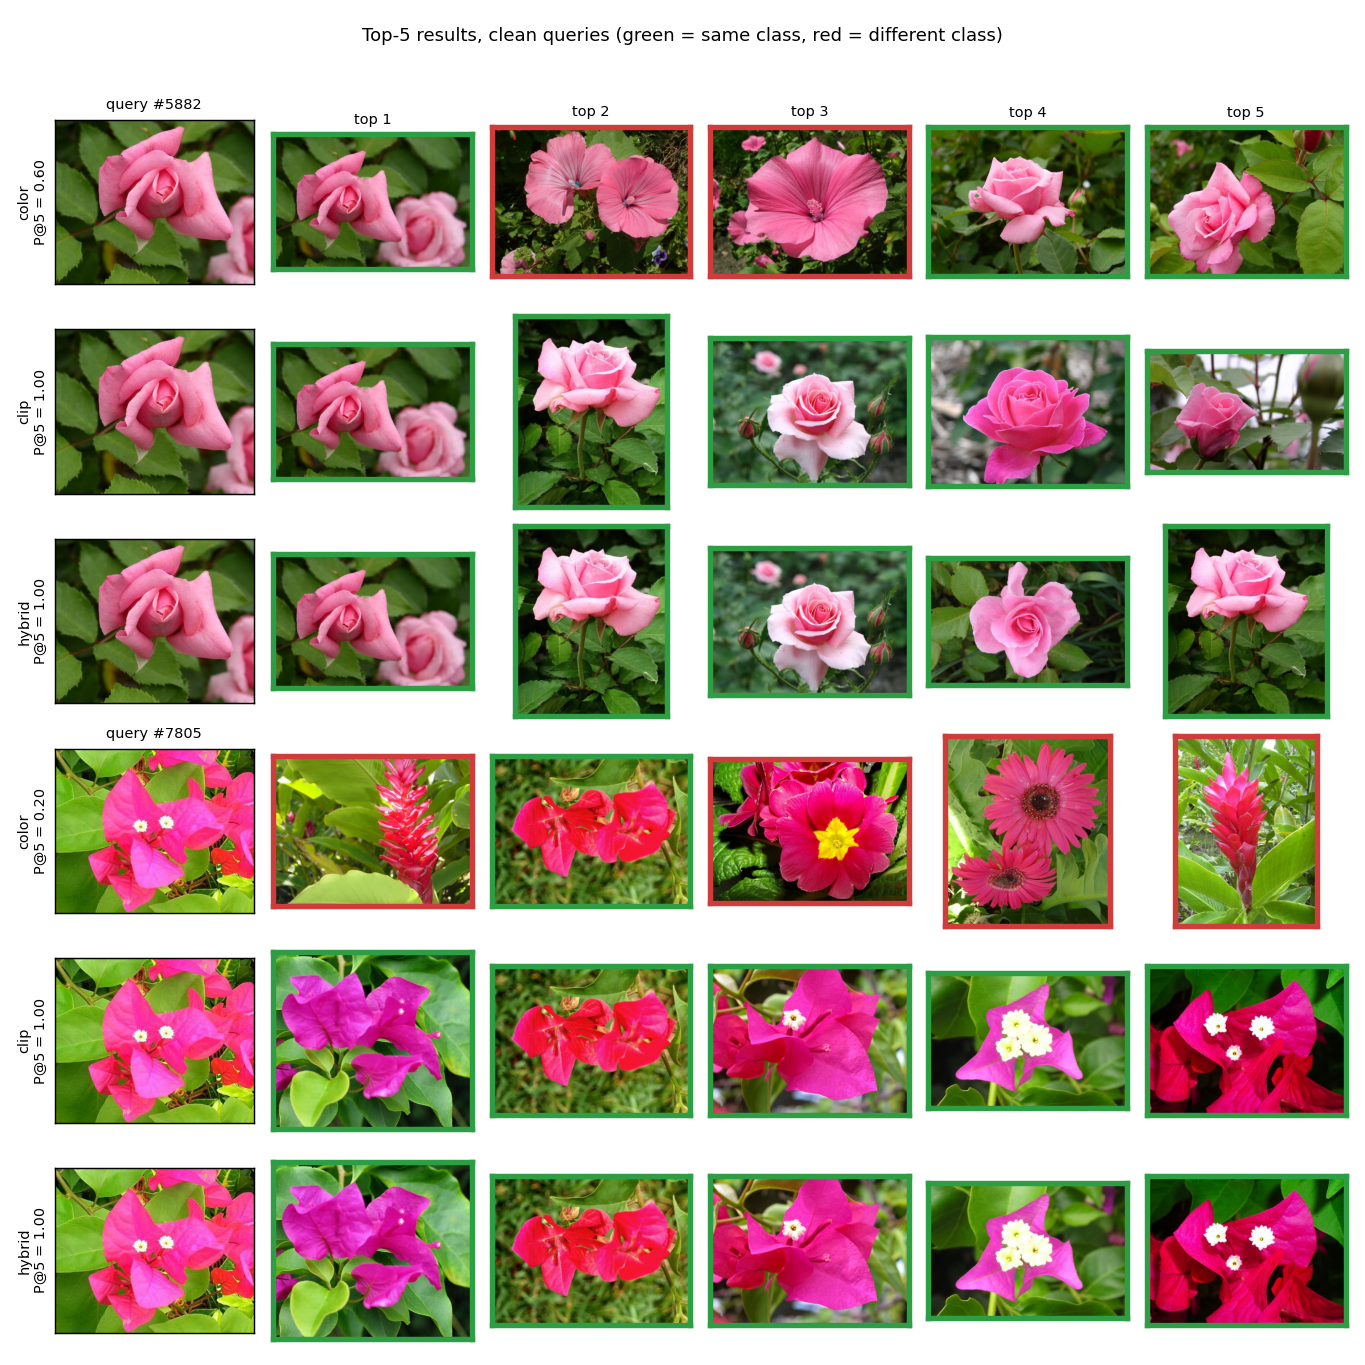 Top-5 results, clean queries (green = same class, red = different class)
query #5882
top 1
top 2
top 3
top 4
top 5
color
P@5 = 0.60
clip
P@5 = 1.00
hybrid
P@5 = 1.00
query #7805
color
P@5 = 0.20
clip
P@5 = 1.00
hybrid
P@5 = 1.00